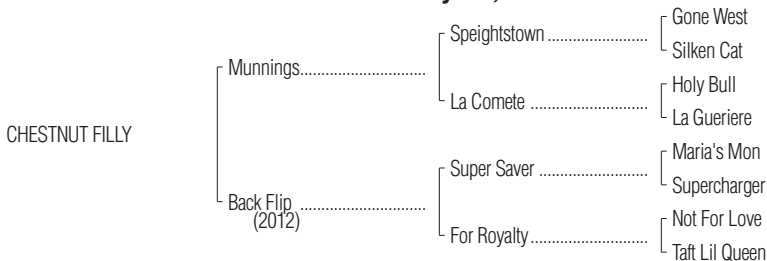 Gone West
Speightstown
Silken Cat
Munnings
Holy Bull
La Comete
La Gueriere
CHESTNUT FILLY
Maria's Mon
Super Saver
Supercharger
Back Flip
(2012)
Not For Love
For Royalty
Taft Lil Queen